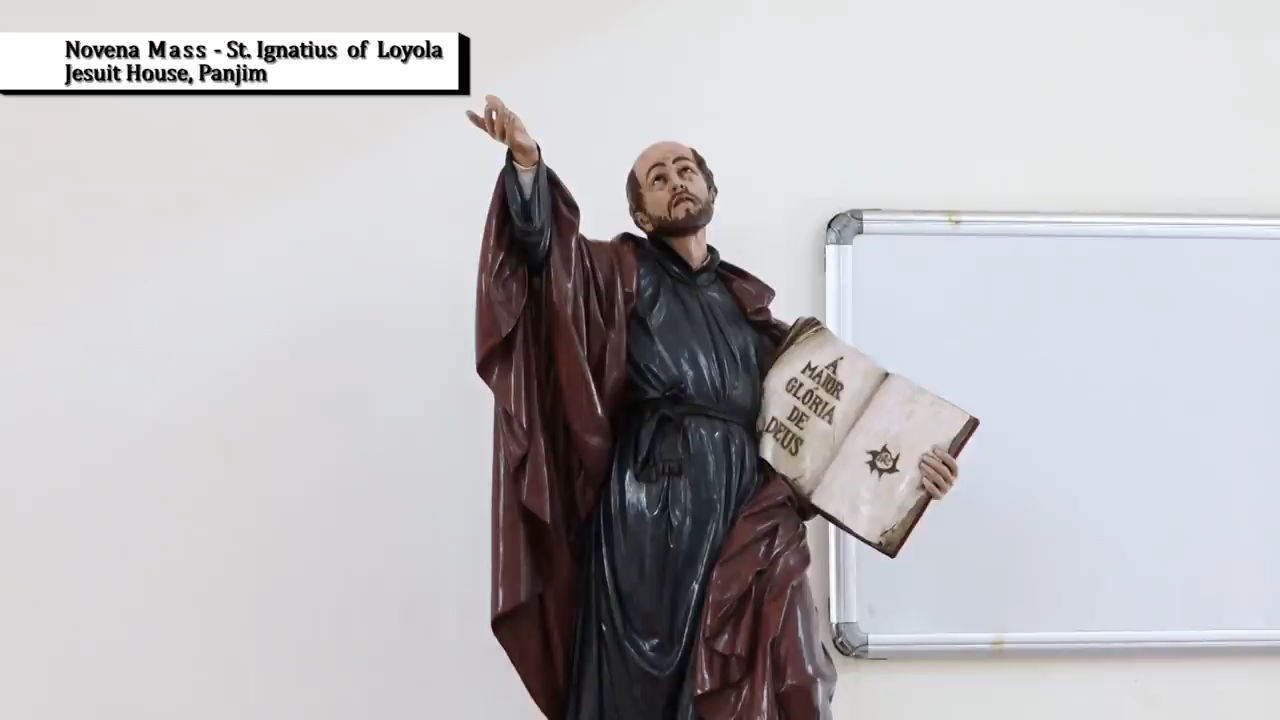 Novena Mass - St. Ignatius of Loyola
Jesuit House, Panjim
Á
MAIOR
GLÓRIA
DE
DEUS